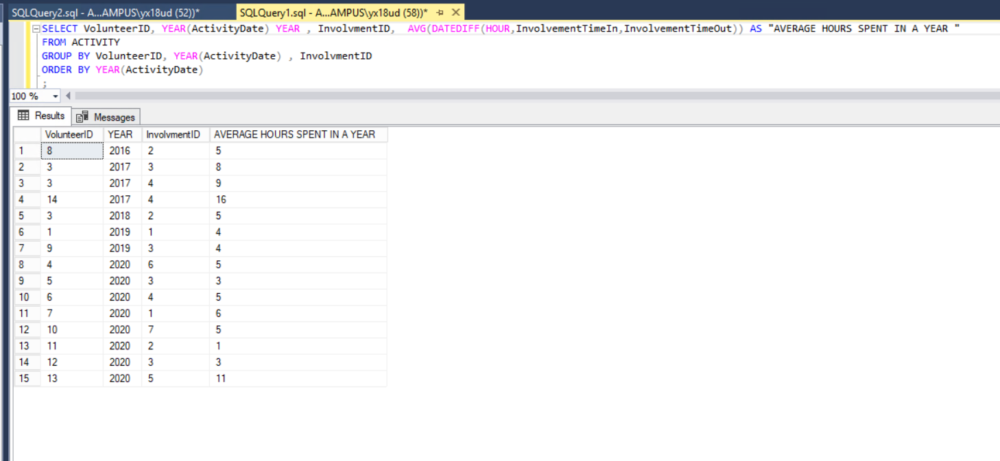 SQLQuery2.sql - A...AMPUS\yx18ud (52))* SQLQuery1.sql - A...AMPUS\yx18ud (58))*
SELECT VolunteerID, YEAR(ActivityDate) YEAR , InvolvmentID,  AVG(DATEDIFF(HOUR,InvolvementTimeIn,InvolvementTimeOut)) AS "AVERAGE HOURS SPENT IN A YEAR "
FROM ACTIVITY
GROUP BY VolunteerID, YEAR(ActivityDate) , InvolvmentID
ORDER BY YEAR(ActivityDate)
;
100 %
Results Messages
VolunteerID YEAR InvolvmentID AVERAGE HOURS SPENT IN A YEAR
1 8 2016 2 5
2 3 2017 3 8
3 3 2017 4 9
4 14 2017 4 16
5 3 2018 2 5
6 1 2019 1 4
7 9 2019 3 4
8 4 2020 6 5
9 5 2020 3 3
10 6 2020 4 5
11 7 2020 1 6
12 10 2020 7 5
13 11 2020 2 1
14 12 2020 3 3
15 13 2020 5 11